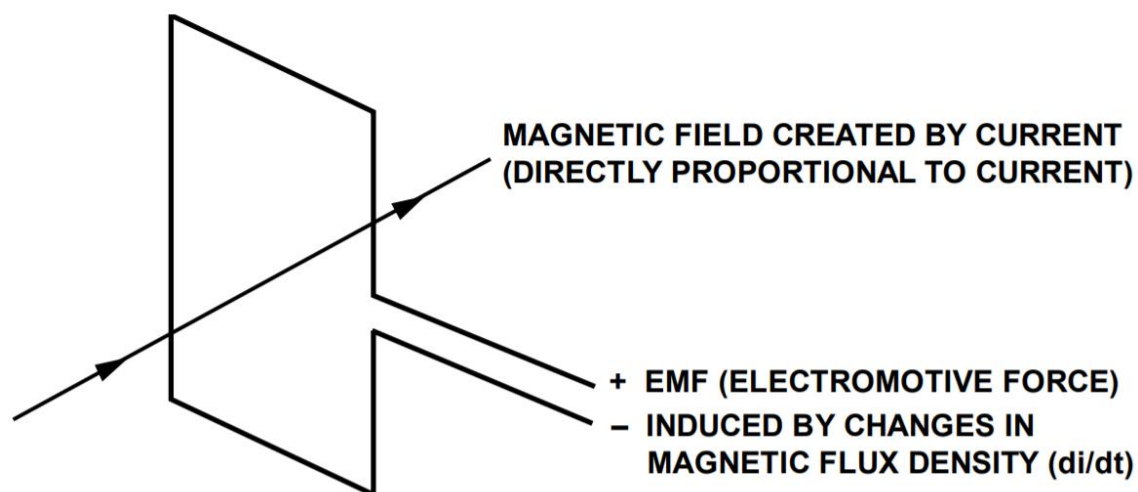 MAGNETIC FIELD CREATED BY CURRENT
(DIRECTLY PROPORTIONAL TO CURRENT)
+ EMF (ELECTROMOTIVE FORCE)
– INDUCED BY CHANGES IN
MAGNETIC FLUX DENSITY (di/dt)